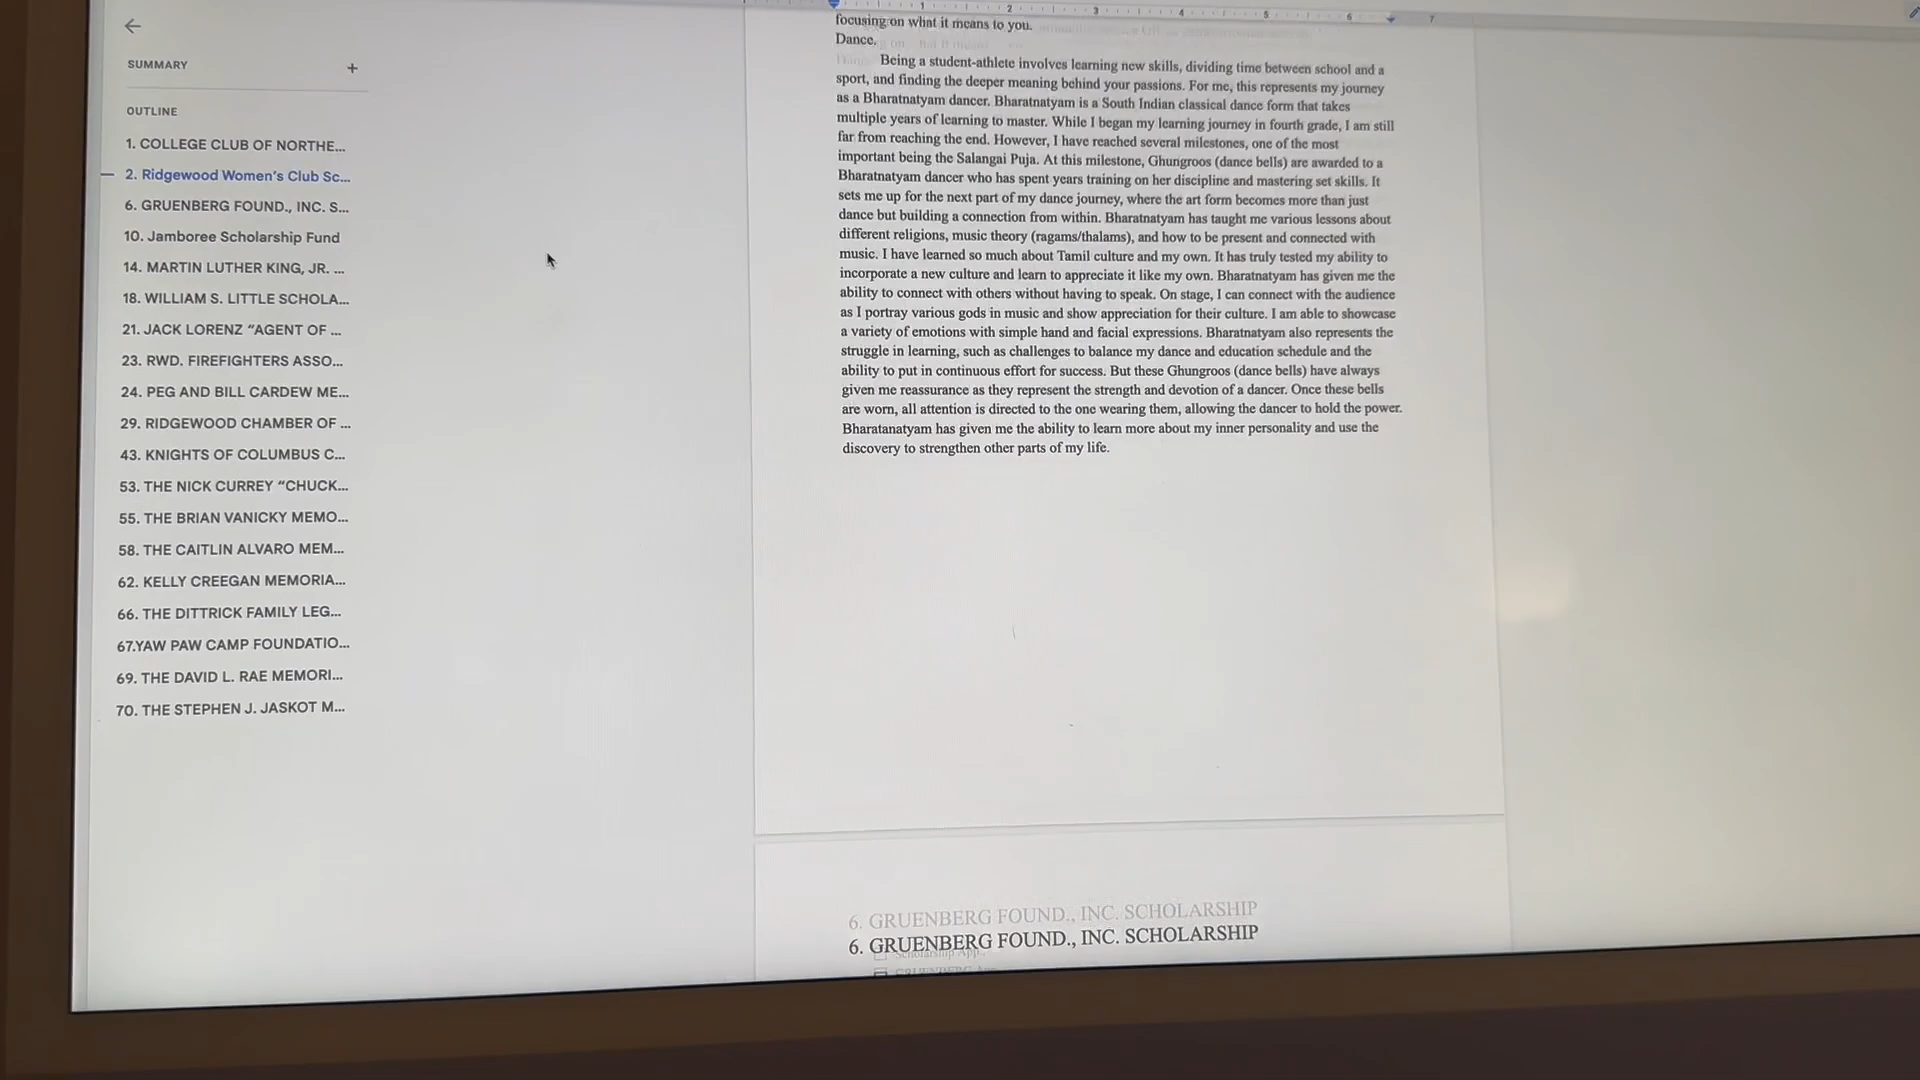 SUMMARY
+
OUTLINE
1. COLLEGE CLUB OF NORTHE...
2. Ridgewood Women's Club Sc...
6. GRUENBERG FOUND., INC. S...
10. Jamboree Scholarship Fund
14. MARTIN LUTHER KING, JR. ...
18. WILLIAM S. LITTLE SCHOLA...
21. JACK LORENZ “AGENT OF ...
23. RWD. FIREFIGHTERS ASSO...
24. PEG AND BILL CARDEW ME...
29. RIDGEWOOD CHAMBER OF ...
43. KNIGHTS OF COLUMBUS C...
53. THE NICK CURREY “CHUCK...
55. THE BRIAN VANICKY MEMO...
58. THE CAITLIN ALVARO MEM...
62. KELLY CREEGAN MEMORIA...
66. THE DITTRICK FAMILY LEG...
67.YAW PAW CAMP FOUNDATIO...
69. THE DAVID L. RAE MEMORI...
70. THE STEPHEN J. JASKOT M...
1 2 3 4 5 6 7
focusing on what it means to you.
Dance.
Being a student-athlete involves learning new skills, dividing time between school and a
sport, and finding the deeper meaning behind your passions. For me, this represents my journey
as a Bharatnatyam dancer. Bharatnatyam is a South Indian classical dance form that takes
multiple years of learning to master. While I began my learning journey in fourth grade, I am still
far from reaching the end. However, I have reached several milestones, one of the most
important being the Salangai Puja. At this milestone, Ghungroos (dance bells) are awarded to a
Bharatnatyam dancer who has spent years training on her discipline and mastering set skills. It
sets me up for the next part of my dance journey, where the art form becomes more than just
dance but building a connection from within. Bharatnatyam has taught me various lessons about
different religions, music theory (ragams/thalams), and how to be present and connected with
music. I have learned so much about Tamil culture and my own. It has truly tested my ability to
incorporate a new culture and learn to appreciate it like my own. Bharatnatyam has given me the
ability to connect with others without having to speak. On stage, I can connect with the audience
as I portray various gods in music and show appreciation for their culture. I am able to showcase
a variety of emotions with simple hand and facial expressions. Bharatnatyam also represents the
struggle in learning, such as challenges to balance my dance and education schedule and the
ability to put in continuous effort for success. But these Ghungroos (dance bells) have always
given me reassurance as they represent the strength and devotion of a dancer. Once these bells
are worn, all attention is directed to the one wearing them, allowing the dancer to hold the power.
Bharatanatyam has given me the ability to learn more about my inner personality and use the
discovery to strengthen other parts of my life.
6. GRUENBERG FOUND., INC. SCHOLARSHIP
6. GRUENBERG FOUND., INC. SCHOLARSHIP
Scholarship App..